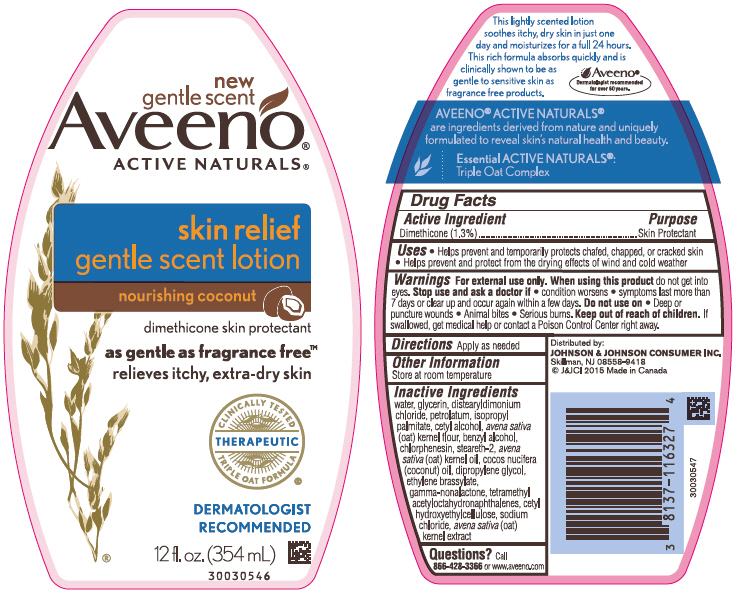 new
gentle scent
Aveeno®
ACTIVE NATURALS®
skin relief
gentle scent lotion
nourishing coconut
dimethicone skin protectant
as gentle as fragrance free™
relieves itchy, extra-dry skin
CLINICALLY TESTED
THERAPEUTIC
TRIPLE OAT FORMULA
DERMATOLOGIST
RECOMMENDED
12 fl. oz. (354 mL)
30030546
®
This lightly scented lotion
soothes itchy, dry skin in just one
day and moisturizes for a full 24 hours.
This rich formula absorbs quickly and is
clinically shown to be as
gentle to sensitive skin as
fragrance free products.
Aveeno®
Dermatologist recommended
for over 60 years.
AVEENO® ACTIVE NATURALS®
are ingredients derived from nature and uniquely
formulated to reveal skin's natural health and beauty.
Essential ACTIVE NATURALS®:
Triple Oat Complex
Drug Facts
Active Ingredient Purpose
Dimethicone (1.3%)........Skin Protectant
Uses • Helps prevent and temporarily protects chafed, chapped, or cracked skin
• Helps prevent and protect from the drying effects of wind and cold weather
Warnings For external use only. When using this product do not get into
eyes. Stop use and ask a doctor if • condition worsens • symptoms last more than
7 days or clear up and occur again within a few days. Do not use on • Deep or
puncture wounds • Animal bites • Serious burns. Keep out of reach of children. If
swallowed, get medical help or contact a Poison Control Center right away.
Directions Apply as needed
Other Information
Store at room temperature
Inactive Ingredients
water, glycerin, distearyldimonium
chloride, petrolatum, isopropyl
palmitate, cetyl alcohol, avena sativa
(oat) kernel flour, benzyl alcohol,
chlorphenesin, steareth-2, avena
sativa (oat) kernel oil, cocos nucifera
(coconut) oil, dipropylene glycol,
ethylene brassylate,
gamma-nonalactone, tetramethyl
acetyloctahydronaphthalenes, cetyl
hydroxyethylcellulose, sodium
chloride, avena sativa (oat)
kernel extract
Questions? Call
866-428-3366 or www.aveeno.com
Distributed by:
JOHNSON & JOHNSON CONSUMER INC.
Skillman, NJ 08558-9418
© J&JCI 2015 Made in Canada
3 8137-116327 4
30030547